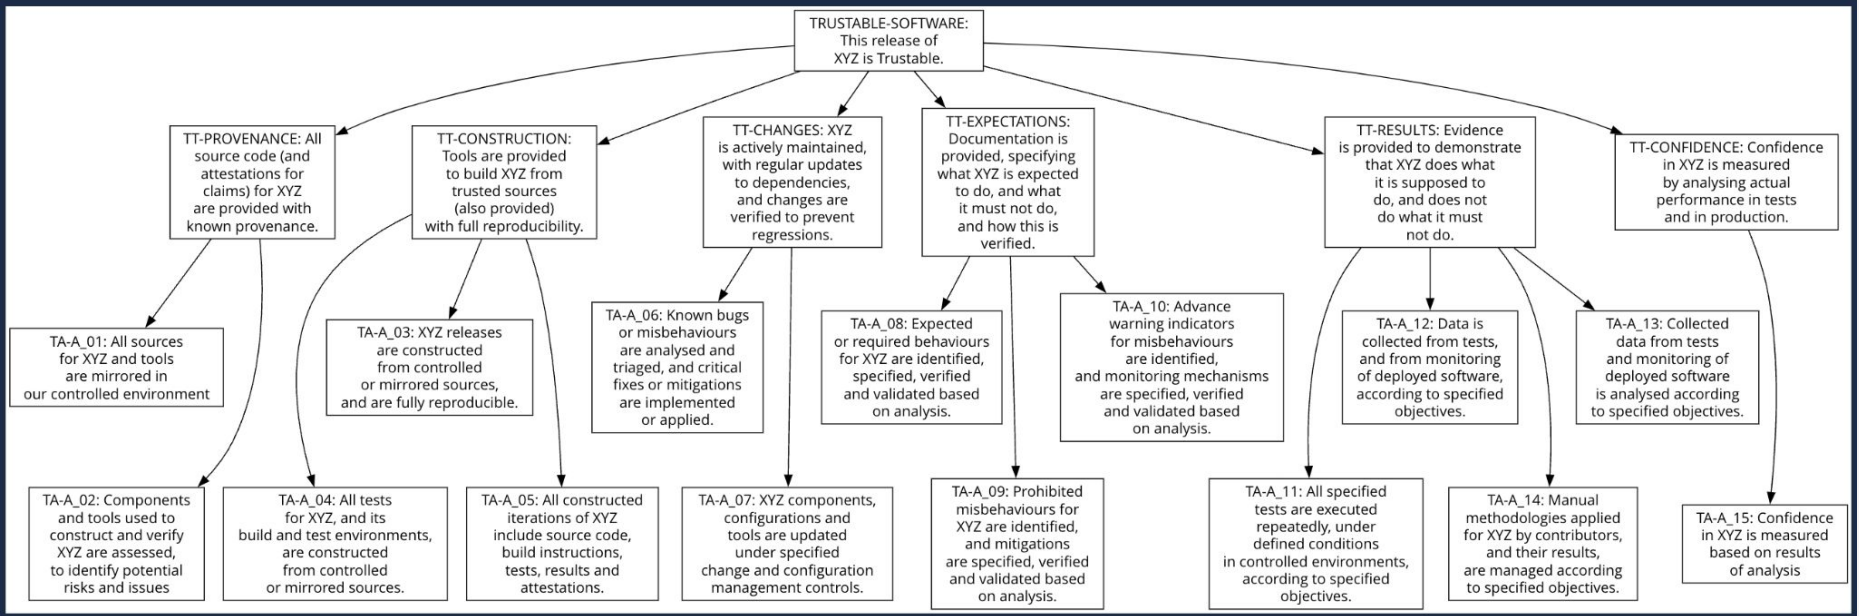 TRUSTABLE-SOFTWARE:
This release of
XYZ is Trustable.
TT-PROVENANCE: All
source code (and
attestations for
claims) for XYZ
are provided with
known provenance.
TT-CONSTRUCTION:
Tools are provided
to build XYZ from
trusted sources
(also provided)
with full reproducibility.
TT-CHANGES: XYZ
is actively maintained,
with regular updates
to dependencies,
and changes are
verified to prevent
regressions.
TT-EXPECTATIONS:
Documentation is
provided, specifying
what XYZ is expected
to do, and what
it must not do,
and how this is
verified.
TT-RESULTS: Evidence
is provided to demonstrate
that XYZ does what
it is supposed to
do, and does not
do what it must
not do.
TT-CONFIDENCE: Confidence
in XYZ is measured
by analysing actual
performance in tests
and in production.
TA-A_01: All sources
for XYZ and tools
are mirrored in
our controlled environment
TA-A_03: XYZ releases
are constructed
from controlled
or mirrored sources,
and are fully reproducible.
TA-A_06: Known bugs
or misbehaviours
are analysed and
triaged, and critical
fixes or mitigations
are implemented
or applied.
TA-A_08: Expected
or required behaviours
for XYZ are identified,
specified, verified
and validated based
on analysis.
TA-A_10: Advance
warning indicators
for misbehaviours
are identified,
and monitoring mechanisms
are specified, verified
and validated based
on analysis.
TA-A_12: Data is
collected from tests,
and from monitoring
of deployed software,
according to specified
objectives.
TA-A_13: Collected
data from tests
and monitoring of
deployed software
is analysed according
to specified objectives.
TA-A_02: Components
and tools used to
construct and verify
XYZ are assessed,
to identify potential
risks and issues
TA-A_04: All tests
for XYZ, and its
build and test environments,
are constructed
from controlled
or mirrored sources.
TA-A_05: All constructed
iterations of XYZ
include source code,
build instructions,
tests, results and
attestations.
TA-A_07: XYZ components,
configurations and
tools are updated
under specified
change and configuration
management controls.
TA-A_09: Prohibited
misbehaviours for
XYZ are identified,
and mitigations
are specified, verified
and validated based
on analysis.
TA-A_11: All specified
tests are executed
repeatedly, under
defined conditions
in controlled environments,
according to specified
objectives.
TA-A_14: Manual
methodologies applied
for XYZ by contributors,
and their results,
are managed according
to specified objectives.
TA-A_15: Confidence
in XYZ is measured
based on results
of analysis